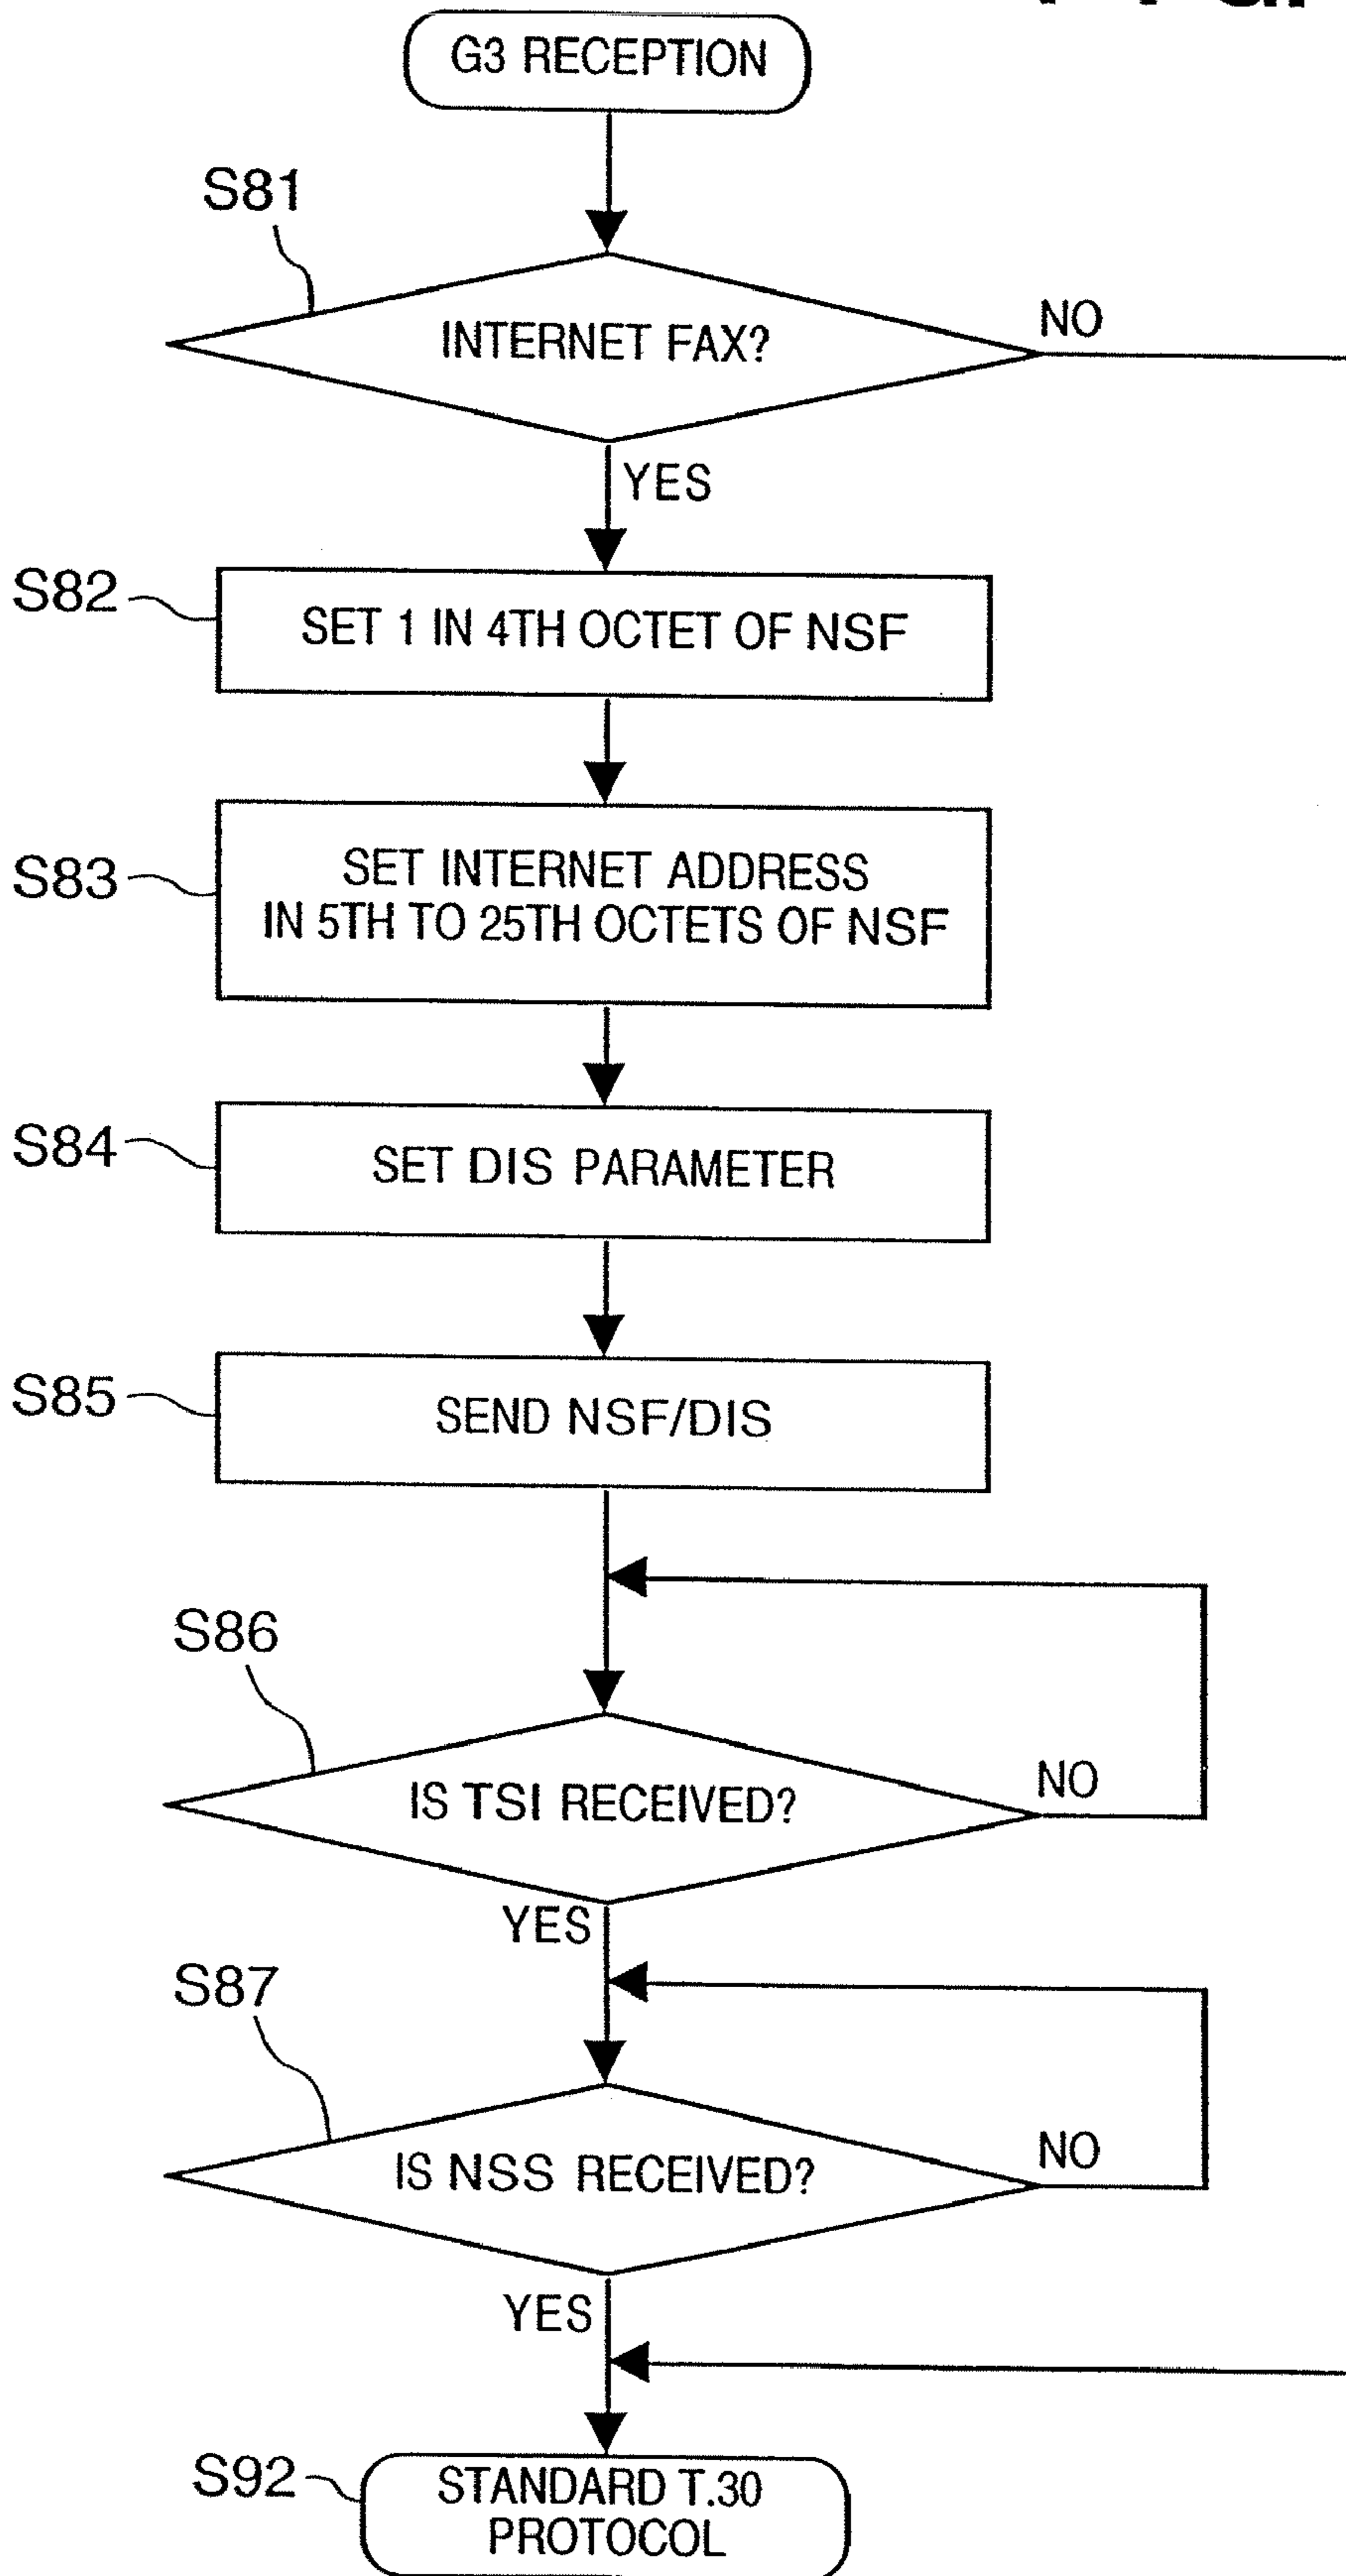 G3 RECEPTION
S81
INTERNET FAX?
NO
YES
S82
SET 1 IN 4TH OCTET OF NSF
S83
SET INTERNET ADDRESS
IN 5TH TO 25TH OCTETS OF NSF
S84
SET DIS PARAMETER
S85
SEND NSF/DIS
S86
IS TSI RECEIVED?
NO
YES
S87
IS NSS RECEIVED?
NO
YES
S92
STANDARD T.30
PROTOCOL